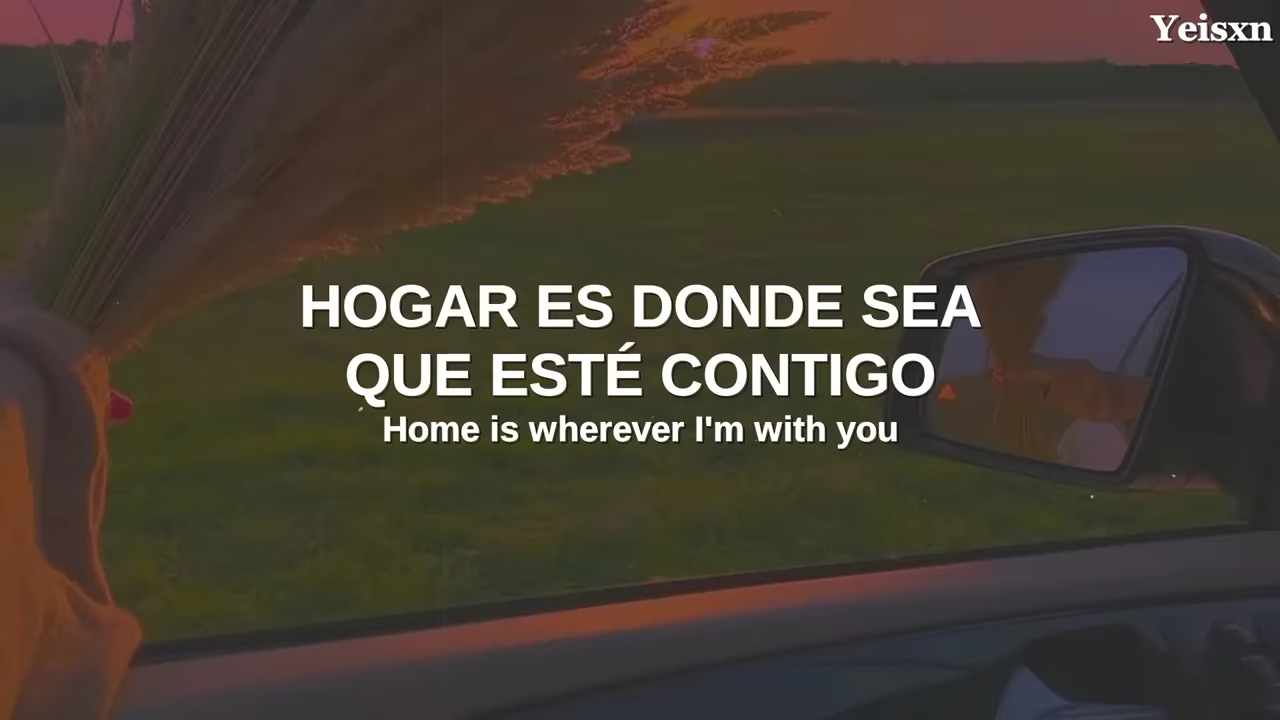 Yeisxn
HOGAR ES DONDE SEA
QUE ESTÉ CONTIGO
Home is wherever I'm with you